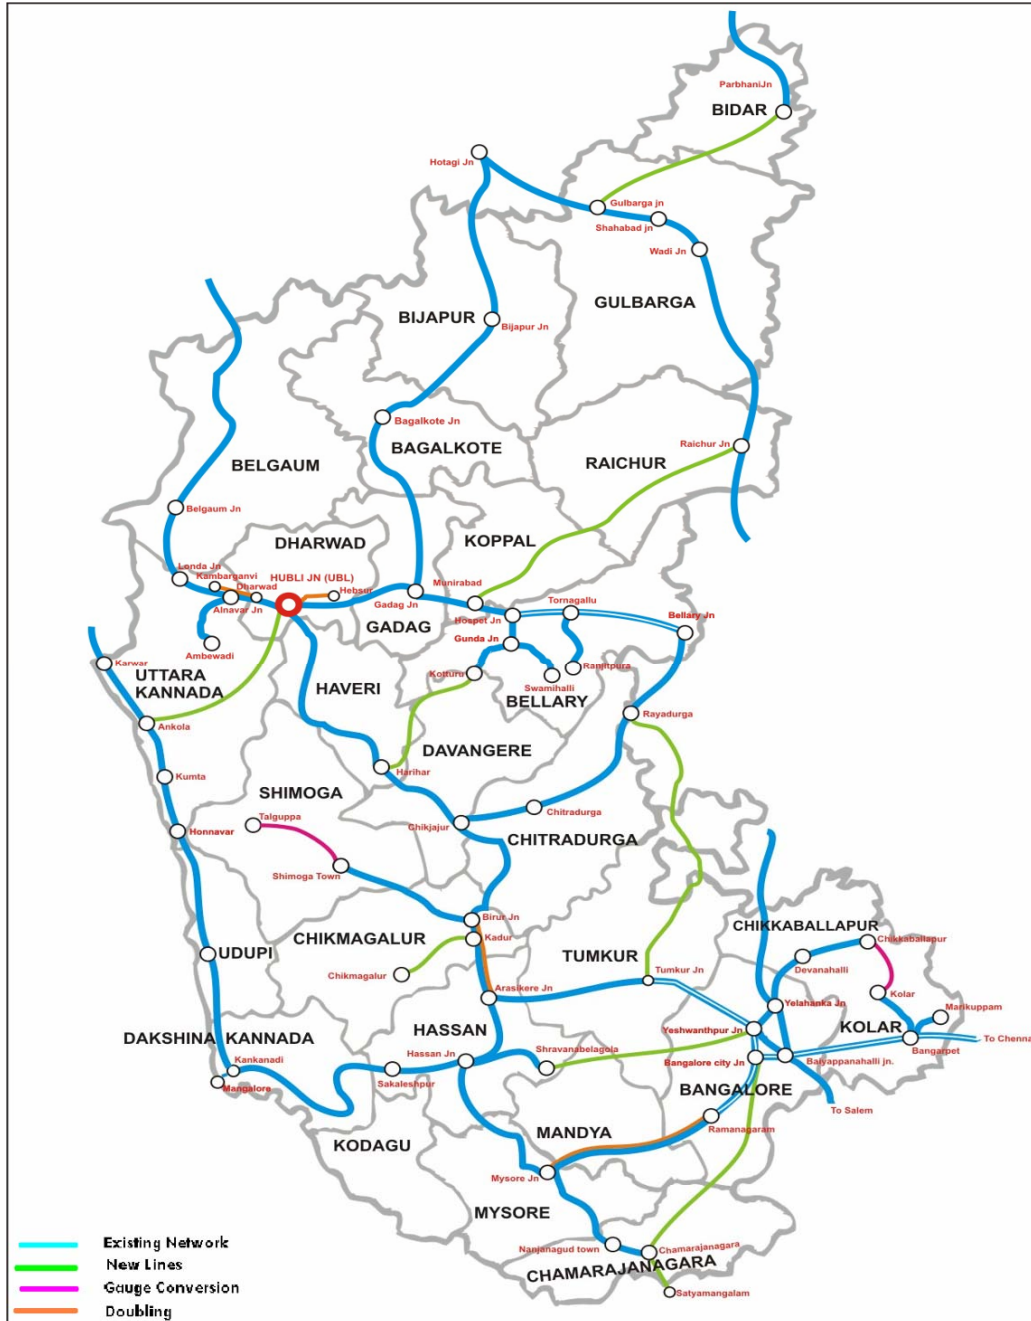 ParbhaniJn
BIDAR
Hotagi Jn
Gulbarga jn
Shahabad jn
Wadi Jn
GULBARGA
BIJAPUR
Bijapur Jn
Bagalkote Jn
BAGALKOTE
Raichur Jn
RAICHUR
BELGAUM
Belgaum Jn
DHARWAD
KOPPAL
Londa Jn
Kambarganvi
HUBLI JN (UBL)
Dharwad
Hebsur
Munirabad
Alnavar Jn
Gadag Jn
Tornagallu
Hospet Jn
Bellary Jn
GADAG
Gunda Jn
Ambewadi
Karwar
Kotturu
Ranjitpura
Swamihalli
UTTARA
KANNADA
HAVERI
BELLARY
Rayadurga
Ankola
DAVANGERE
Harihar
Kumta
SHIMOGA
Chitradurga
Talguppa
Chikjajur
Honnavar
CHITRADURGA
Shimoga Town
Birur Jn
CHIKMAGALUR
Kadur
CHIKKABALLAPUR
Chikkaballapur
UDUPI
TUMKUR
Devanahalli
Chikmagalur
Tumkur Jn
Arasikere Jn
Kolar
Yelahanka Jn
Marikuppam
HASSAN
Yeshwanthpur Jn
KOLAR
DAKSHINA KANNADA
To Chenna
Shravanabelagola
Bangarpet
Hassan Jn
Bangalore city Jn
Baiyappanahalli jn.
Kankanadi
Sakaleshpur
Mangalore
BANGALORE
To Salem
Ramanagaram
MANDYA
KODAGU
Mysore Jn
MYSORE
Nanjanagud town
Chamarajanagara
CHAMARAJANAGARA
Satyamangalam
Existing Network
New Lines
Gauge Conversion
Doubling